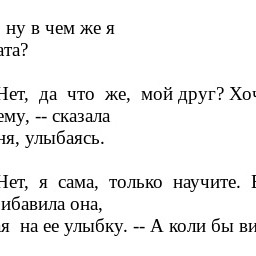 ну в чем же я
ата?
Нет, да что же, мой друг? Хоч
ему, -- сказала
ня, улыбаясь.
Нет, я сама, только научите.
ибавила она,
я на ее улыбку. -- А коли бы ви